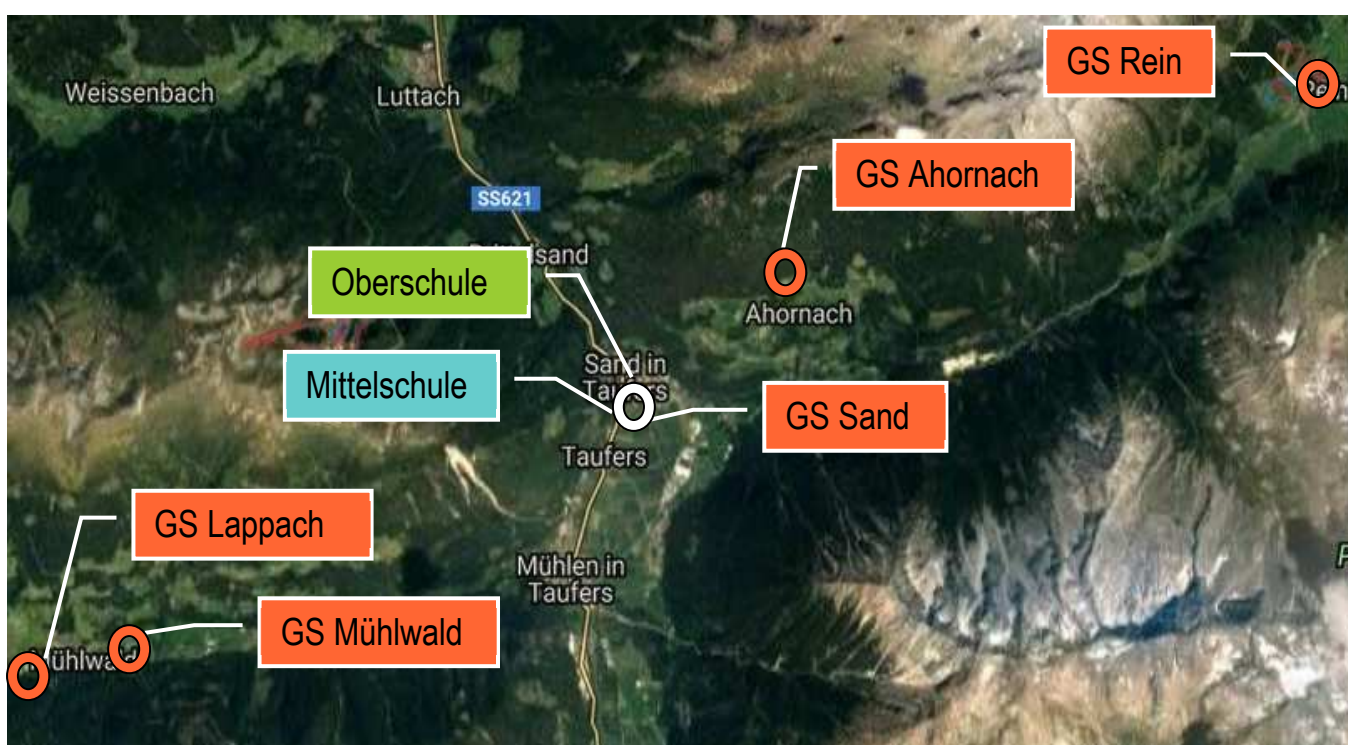 GS Rein
Weissenbach
Luttach
GS Ahornach
SS621
Oberschule
Ahornach
Sand in
Taufers
Mittelschule
GS Sand
Taufers
GS Lappach
Mühlen in
Taufers
GS Mühlwald
Mühlwald